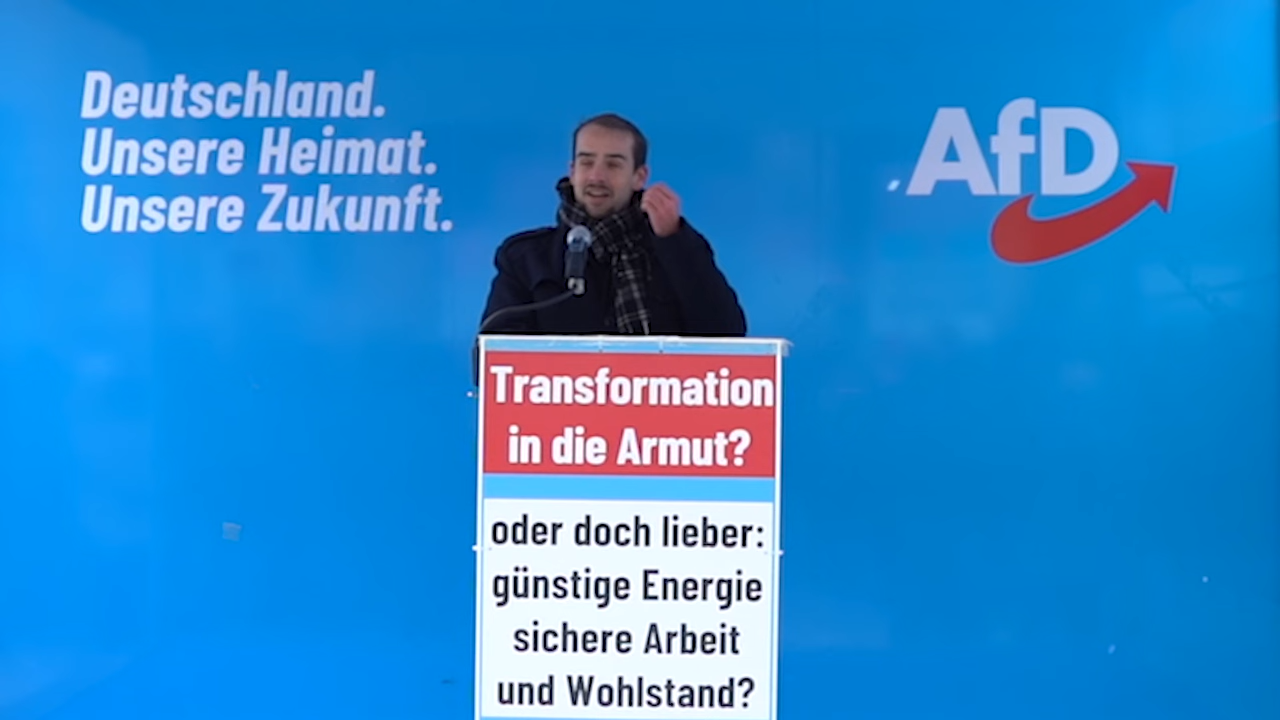 Deutschland.
Unsere Heimat.
Unsere Zukunft.
AfD
Transformation
in die Armut?
oder doch lieber:
günstige Energie
sichere Arbeit
und Wohlstand?